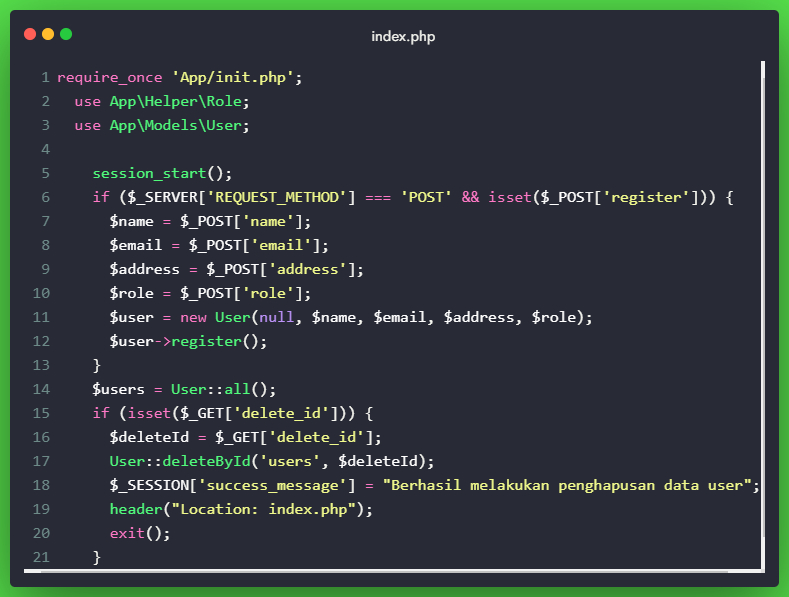 index.php
1 require_once 'App/init.php';
2 use App\Helper\Role;
3 use App\Models\User;
4
5 session_start();
6 if ($_SERVER['REQUEST_METHOD'] === 'POST' && isset($_POST['register'])) {
7 $name = $_POST['name'];
8 $email = $_POST['email'];
9 $address = $_POST['address'];
10 $role = $_POST['role'];
11 $user = new User(null, $name, $email, $address, $role);
12 $user->register();
13 }
14 $users = User::all();
15 if (isset($_GET['delete_id'])) {
16 $deleteId = $_GET['delete_id'];
17 User::deleteById('users', $deleteId);
18 $_SESSION['success_message'] = "Berhasil melakukan penghapusan data user";
19 header("Location: index.php");
20 exit();
21 }